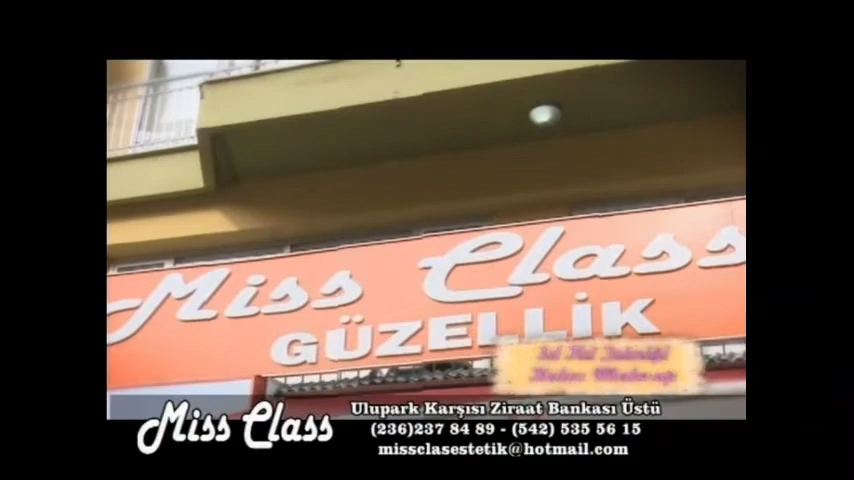 Miss Class
GÜZELLİK
Miss Class
Ulupark Karşısı Ziraat Bankası Üstü
(236)237 84 89 - (542) 535 56 15
missclasestetik@hotmail.com